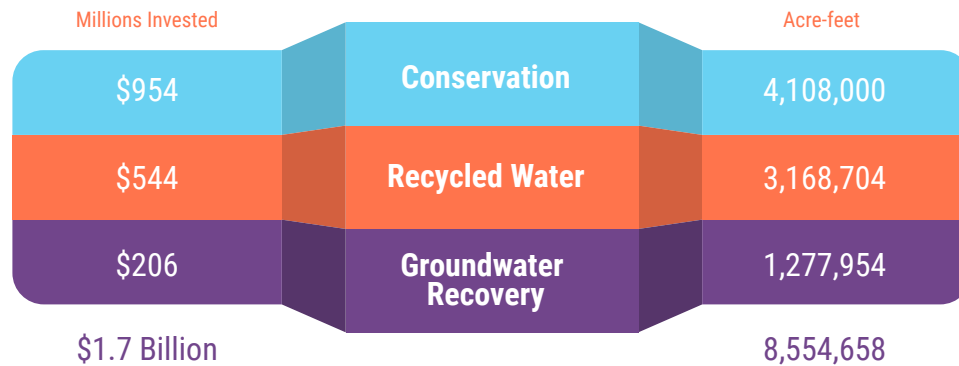 Millions Invested
Acre-feet
$954
Conservation
4,108,000
$544
Recycled Water
3,168,704
$206
Groundwater
Recovery
1,277,954
$1.7 Billion
8,554,658